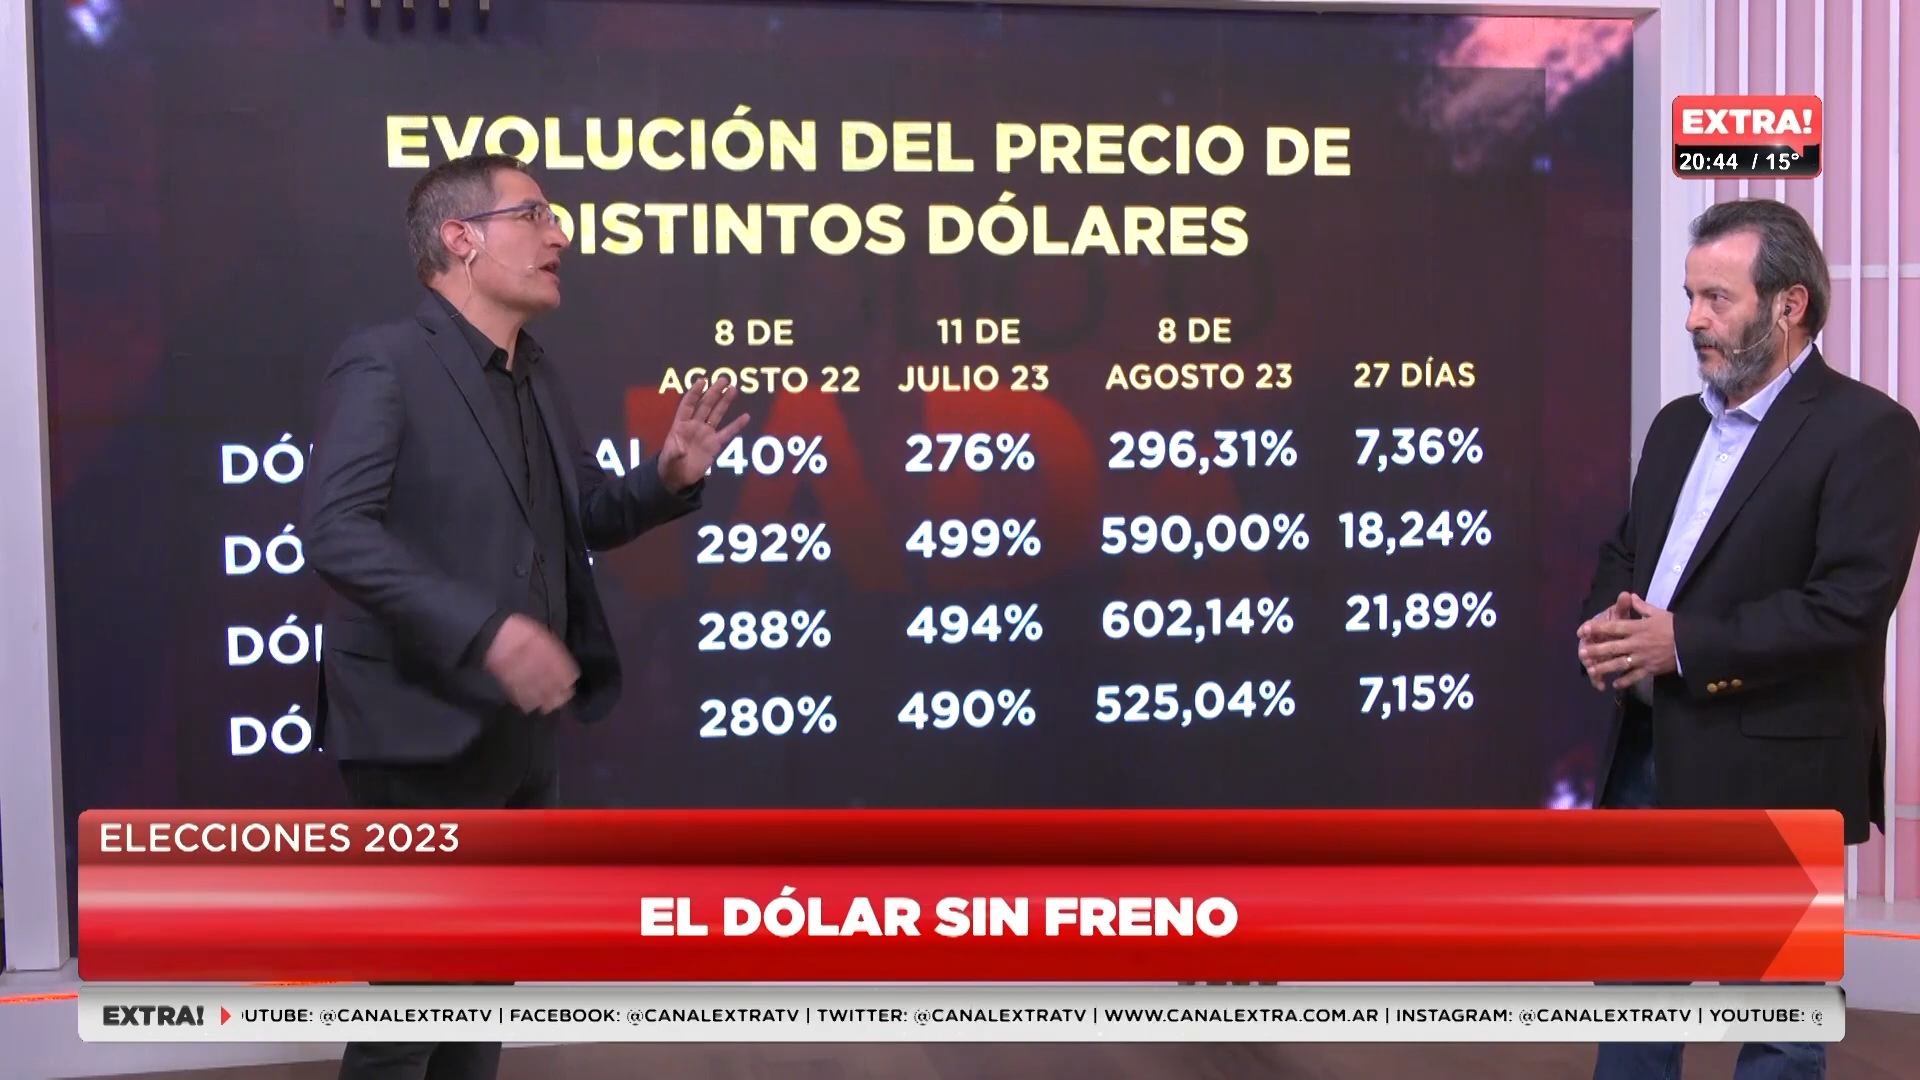 EVOLUCIÓN DEL PRECIO DE
DISTINTOS DÓLARES
8 DE
AGOSTO 22
11 DE
JULIO 23
8 DE
AGOSTO 23
27 DÍAS
276% 296,31% 7,36%
292% 499% 590,00% 18,24%
288% 494% 602,14% 21,89%
280% 490% 525,04% 7,15%
EXTRA!
20:44 / 15°
ELECCIONES 2023
EL DÓLAR SIN FRENO
EXTRA! UTUBE: @CANALEXTRATV | FACEBOOK: @CANALEXTRATV | TWITTER: @CANALEXTRATV | WWW.CANALEXTRA.COM.AR | INSTAGRAM: @CANALEXTRATV | YOUTUBE: